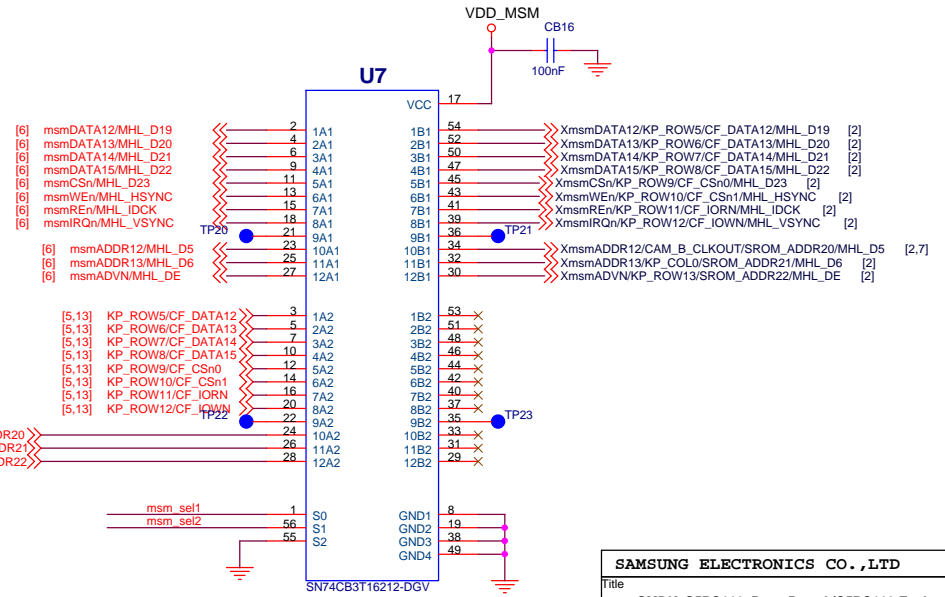 VDD_MSM
CB16
100nF
U7
VCC 17
[6] msmDATA12/MHL_D19 2 1A1 1B1 54 XmsmDATA12/KP_ROW5/CF_DATA12/MHL_D19 [2]
[6] msmDATA13/MHL_D20 4 2A1 2B1 52 XmsmDATA13/KP_ROW6/CF_DATA13/MHL_D20 [2]
[6] msmDATA14/MHL_D21 6 3A1 3B1 50 XmsmDATA14/KP_ROW7/CF_DATA14/MHL_D21 [2]
[6] msmDATA15/MHL_D22 9 4A1 4B1 47 XmsmDATA15/KP_ROW8/CF_DATA15/MHL_D22 [2]
[6] msmCSn/MHL_D23 11 5A1 5B1 45 XmsmCSn/KP_ROW9/CF_CSn0/MHL_D23 [2]
[6] msmWEn/MHL_HSYNC 13 6A1 6B1 43 XmsmWEn/KP_ROW10/CF_CSn1/MHL_HSYNC [2]
[6] msmREn/MHL_IDCK 15 7A1 7B1 41 XmsmREn/KP_ROW11/CF_IORN/MHL_IDCK [2]
[6] msmIRQn/MHL_VSYNC 18 8A1 8B1 39 XmsmIRQn/KP_ROW12/CF_IOWN/MHL_VSYNC [2]
TP20 21 9A1 9B1 36 TP21
[6] msmADDR12/MHL_D5 23 10A1 10B1 34 XmsmADDR12/CAM_B_CLKOUT/SROM_ADDR20/MHL_D5 [2,7]
[6] msmADDR13/MHL_D6 25 11A1 11B1 32 XmsmADDR13/KP_COL0/SROM_ADDR21/MHL_D6 [2]
[6] msmADVN/MHL_DE 27 12A1 12B1 30 XmsmADVN/KP_ROW13/SROM_ADDR22/MHL_DE [2]
[5,13] KP_ROW5/CF_DATA12 3 1A2 1B2 53
[5,13] KP_ROW6/CF_DATA13 5 2A2 2B2 51
[5,13] KP_ROW7/CF_DATA14 7 3A2 3B2 48
[5,13] KP_ROW8/CF_DATA15 10 4A2 4B2 46
[5,13] KP_ROW9/CF_CSn0 12 5A2 5B2 44
[5,13] KP_ROW10/CF_CSn1 14 6A2 6B2 42
[5,13] KP_ROW11/CF_IORN 16 7A2 7B2 40
[5,13] KP_ROW12/CF_IOWN 20 8A2 8B2 37
TP22 22 9A2 9B2 35 TP23
DR20 24 10A2 10B2 33
DDR21 26 11A2 11B2 31
DR22 28 12A2 12B2 29
msm_sel1 1 S0 GND1 8
msm_sel2 56 S1 GND2 19
55 S2 GND3 38
GND4 49
SN74CB3T16212-DGV
SAMSUNG ELECTRONICS CO.,LTD
Title